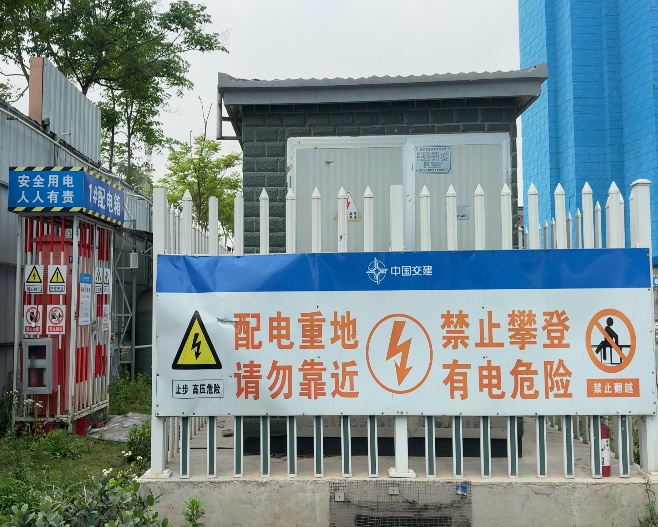 安全用电
人人有责
1#配电箱
中国交建
配电重地
请勿靠近
禁止攀登
有电危险
止步 高压危险
禁止翻越